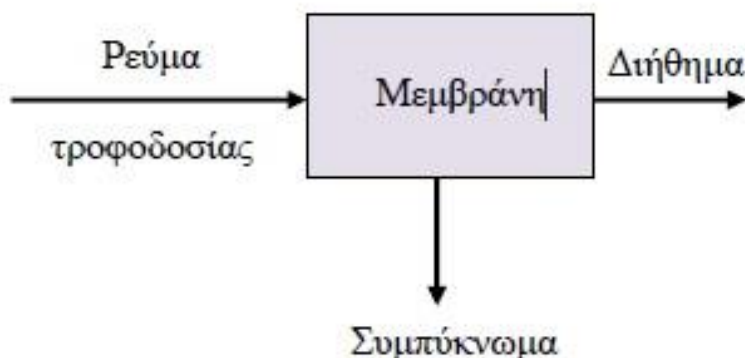 Ρεύμα
τροφοδοσίας
Μεμβράνη
Διήθημα
Συμπύκνωμα